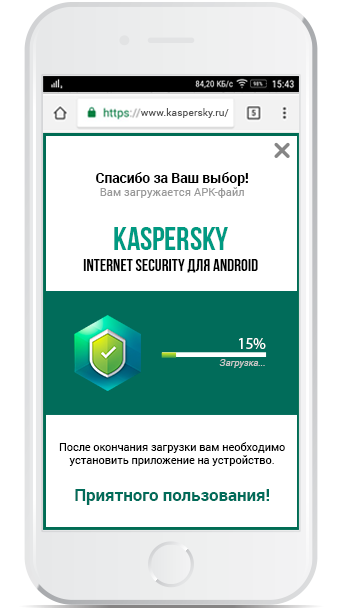 84,20 КБ/с 98% 15:43
https://www.kaspersky.ru/ 5
Спасибо за Ваш выбор!
Вам загружается APK-файл
KASPERSKY
INTERNET SECURITY ДЛЯ ANDROID
15%
Загрузка...
После окончания загрузки вам необходимо
установить приложение на устройство.
Приятного пользования!